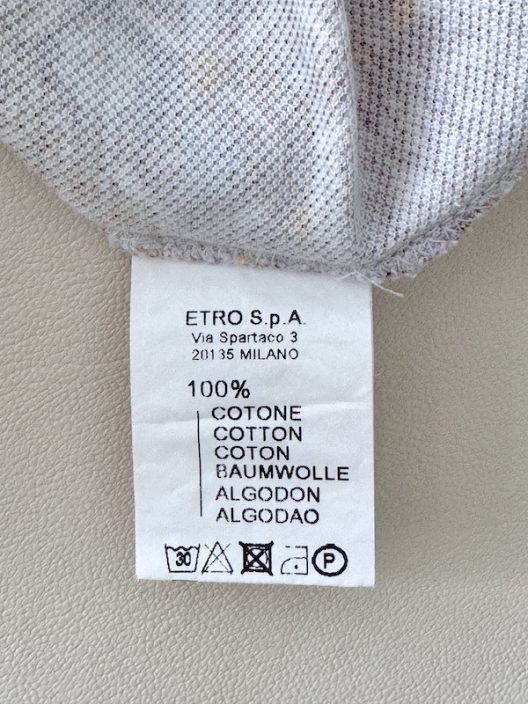 ETRO S.p.A.
Via Spartaco 3
20135 MILANO
100%
COTONE
COTTON
COTON
BAUMWOLLE
ALGODON
ALGODAO
30 P